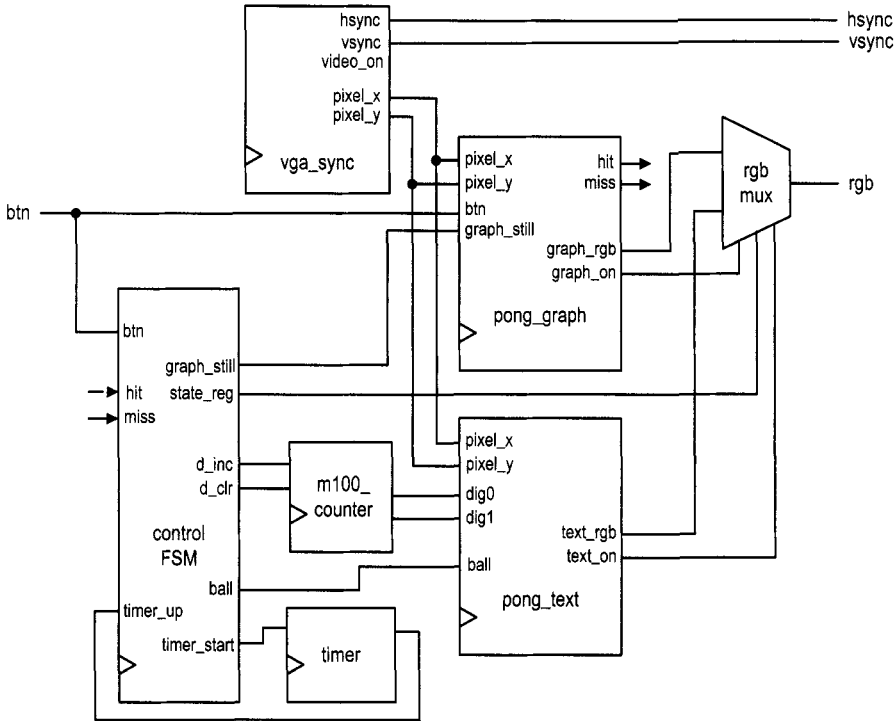 hsync
vsync
video_on
pixel_x
pixel_y
vga_sync
hsync
vsync
btn
pixel_x
pixel_y
btn
graph_still
hit
miss
graph_rgb
graph_on
pong_graph
rgb
mux
rgb
btn
graph_still
hit
state_reg
miss
d_inc
d_clr
control
FSM
ball
timer_up
timer_start
m100_
counter
timer
pixel_x
pixel_y
dig0
dig1
text_rgb
text_on
ball
pong_text